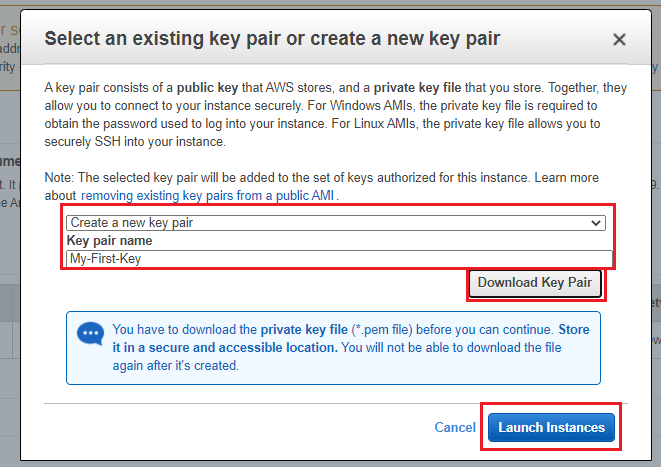 Select an existing key pair or create a new key pair
A key pair consists of a public key that AWS stores, and a private key file that you store. Together, they
allow you to connect to your instance securely. For Windows AMIs, the private key file is required to
obtain the password used to log into your instance. For Linux AMIs, the private key file allows you to
securely SSH into your instance.
Note: The selected key pair will be added to the set of keys authorized for this instance. Learn more
about removing existing key pairs from a public AMI .
Create a new key pair
Key pair name
My-First-Key
Download Key Pair
You have to download the private key file (*.pem file) before you can continue. Store
it in a secure and accessible location. You will not be able to download the file
again after it's created.
Cancel
Launch Instances